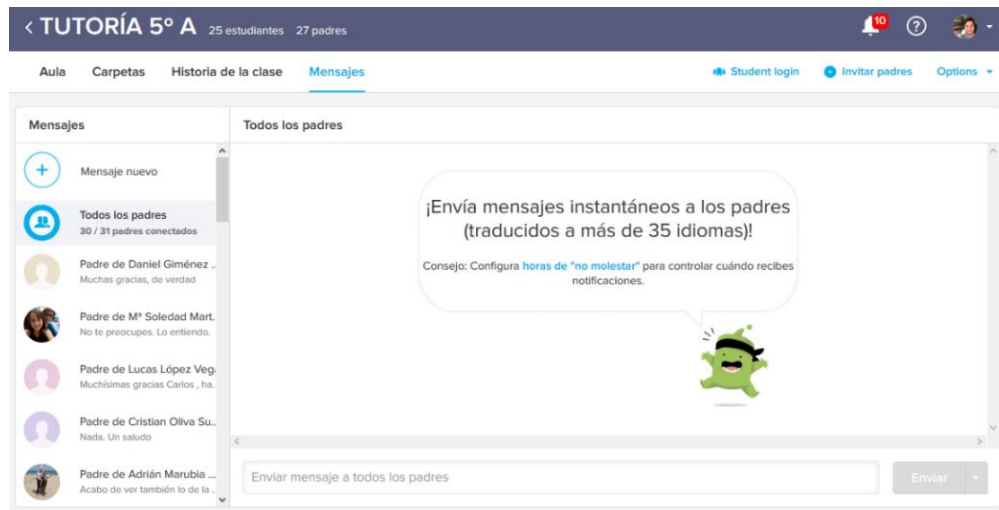 < TUTORÍA 5º A 25 estudiantes 27 padres
10
?
Aula Carpetas Historia de la clase Mensajes
Student login Invitar padres Options
Mensajes
Todos los padres
+ Mensaje nuevo
Todos los padres
30 / 31 padres conectados
Padre de Daniel Giménez ..
Muchas gracias, de verdad
Padre de Mª Soledad Mart.
No te preocupes. Lo entiendo.
Padre de Lucas López Veg
Muchísimas gracias Carlos , ha..
Padre de Cristian Oliva Su..
Nada. Un saludo
Padre de Adrián Marubia ...
Acabo de ver también lo de la ..
¡Envía mensajes instantáneos a los padres
(traducidos a más de 35 idiomas)!
Consejo: Configura horas de "no molestar" para controlar cuándo recibes
notificaciones.
Enviar mensaje a todos los padres
Enviar